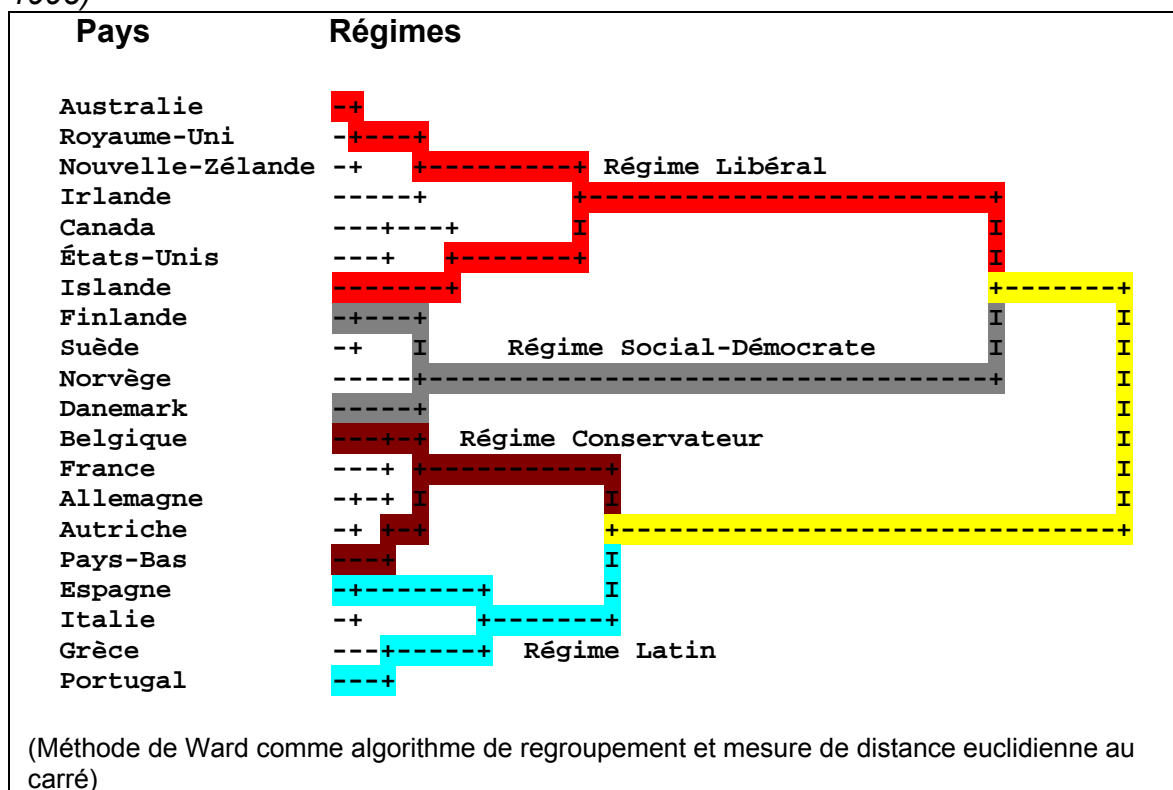 Pays Régimes
Australie -+
Royaume-Uni -+---+
Nouvelle-Zélande -+ +---------+ Régime Libéral
Irlande -----+ +-------------------------+
Canada ---+---+ I I
États-Unis ---+ +-------+ I
Islande -------+ +-------+
Finlande -+---+ I I
Suède -+ I Régime Social-Démocrate I I
Norvège -----+-----------------------------------+ I
Danemark -----+ I
Belgique ---+-+ Régime Conservateur I
France ---+ +-----------+ I
Allemagne -+-+ I I I
Autriche -+ +-+ +-------------------------------+
Pays-Bas ---+ I
Espagne -+-------+ I
Italie -+ +-------+
Grèce ---+-----+ Régime Latin
Portugal ---+
(Méthode de Ward comme algorithme de regroupement et mesure de distance euclidienne au
carré)